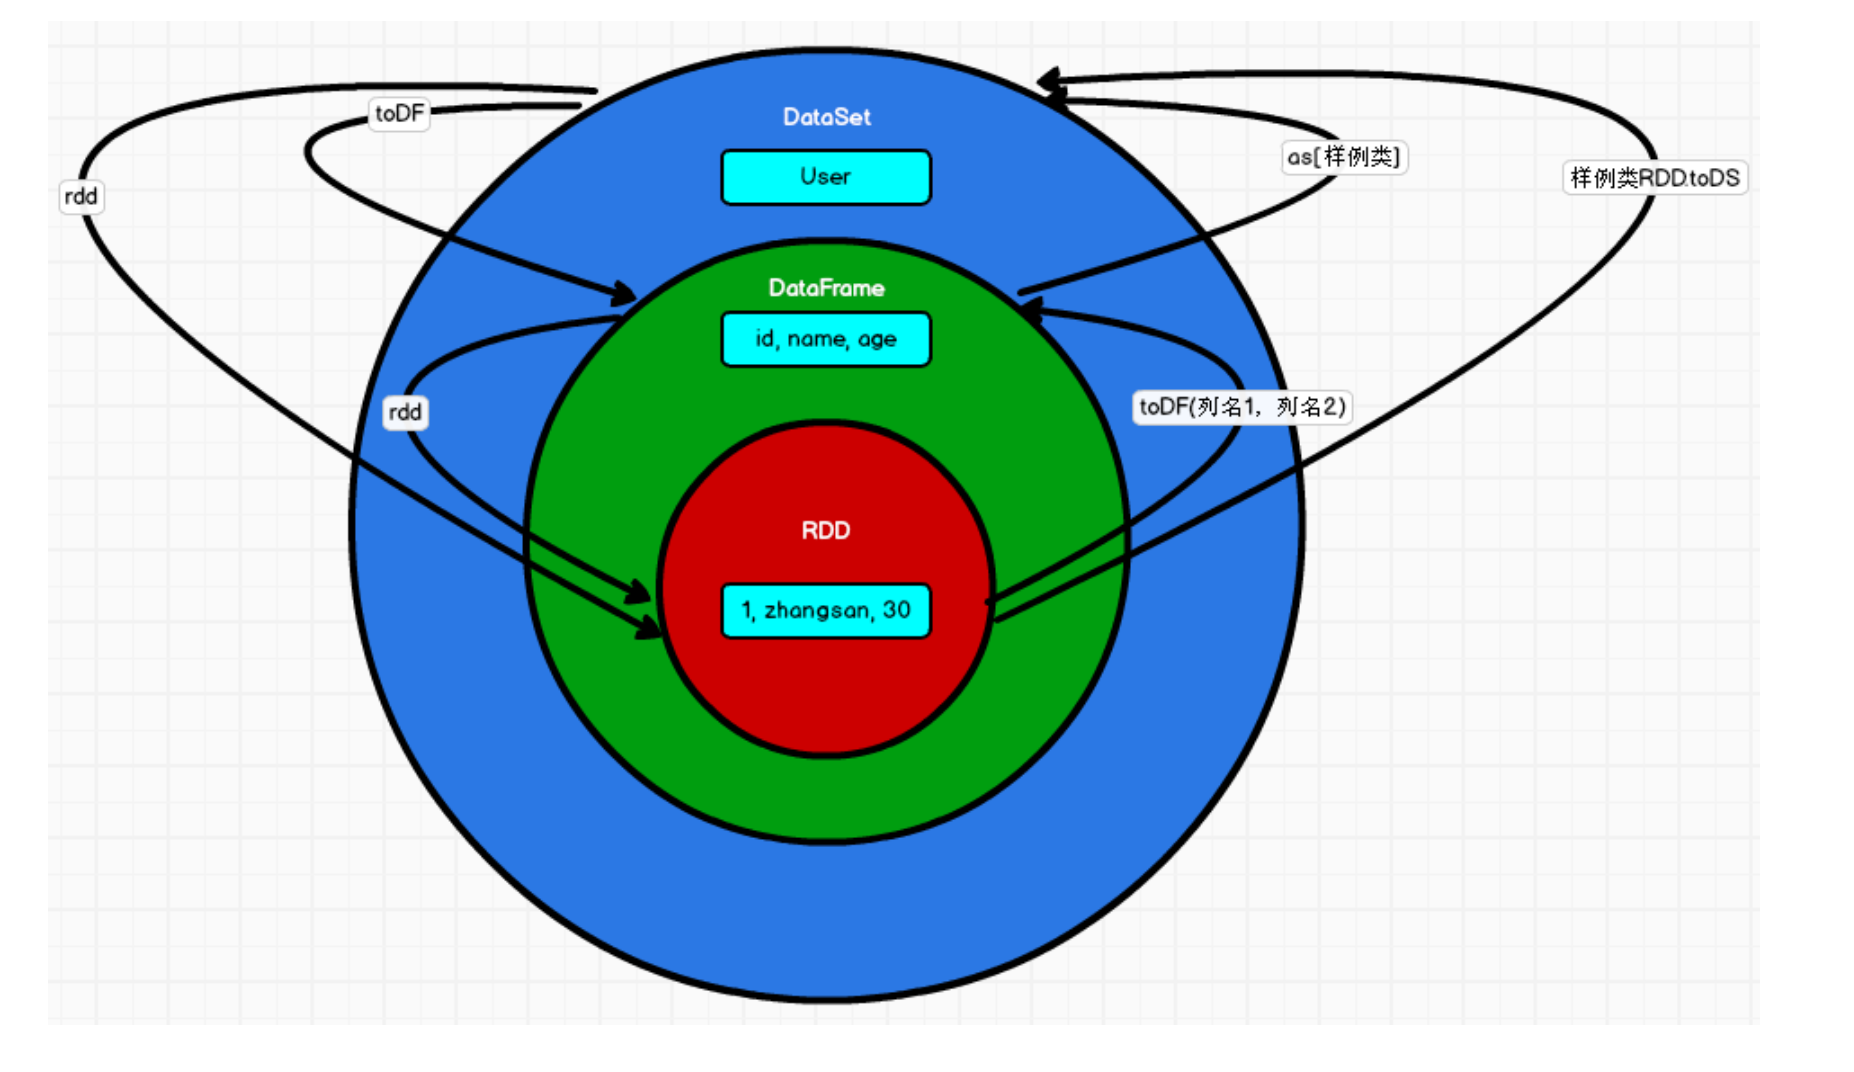 toDF
DataSet
as[样例类]
User
样例类RDD.toDS
rdd
DataFrame
id, name, age
rdd
toDF(列名1，列名2)
RDD
1, zhangsan, 30